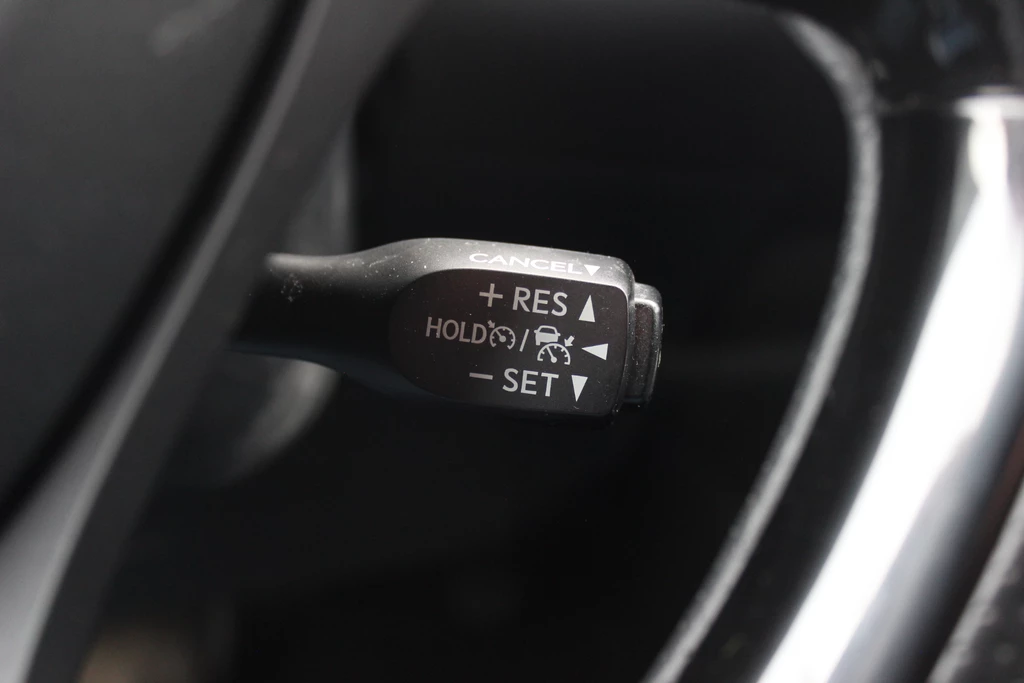 CANCEL▼
+ RES ▲
HOLD / ◀
− SET ▼